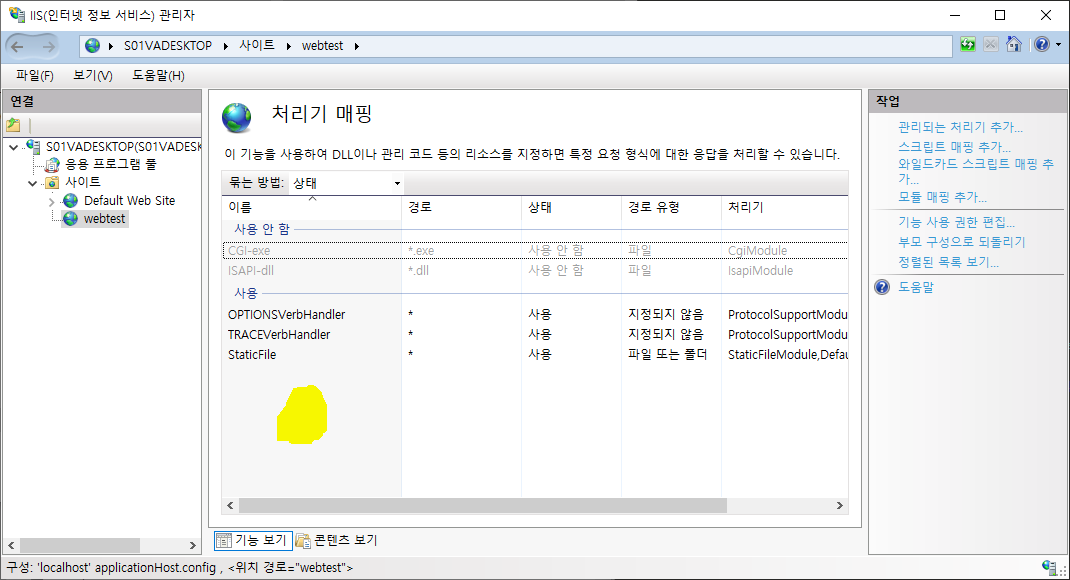 IIS(인터넷 정보 서비스) 관리자
S01VADESKTOP 사이트 webtest
파일(F) 보기(V) 도움말(H)
연결
S01VADESKTOP(S01VADESK
응용 프로그램 풀
사이트
Default Web Site
webtest
처리기 매핑
이 기능을 사용하여 DLL이나 관리 코드 등의 리소스를 지정하면 특정 요청 형식에 대한 응답을 처리할 수 있습니다.
묶는 방법: 상태
이름 경로 상태 경로 유형 처리기
사용 안 함
CGI-exe *.exe 사용 안 함 파일 CgiModule
ISAPI-dll *.dll 사용 안 함 파일 IsapiModule
사용
OPTIONSVerbHandler * 사용 지정되지 않음 ProtocolSupportModu
TRACEVerbHandler * 사용 지정되지 않음 ProtocolSupportModu
StaticFile * 사용 파일 또는 폴더 StaticFileModule,Defau
기능 보기 콘텐츠 보기
작업
관리되는 처리기 추가...
스크립트 매핑 추가...
와일드카드 스크립트 매핑 추
가...
모듈 매핑 추가...
기능 사용 권한 편집...
부모 구성으로 되돌리기
정렬된 목록 보기...
도움말
구성: 'localhost' applicationHost.config , <위치 경로="webtest">